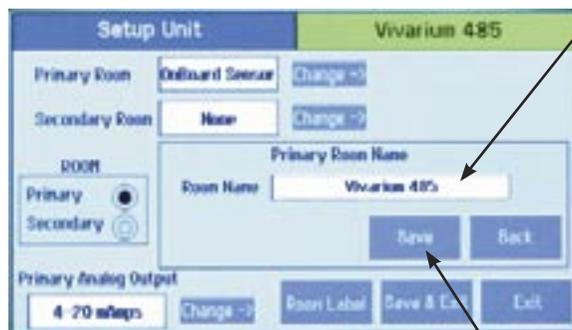 Setup Unit
Vivarium 485
Primary Room
OnBoard Sensor
Change ->
Secondary Room
None
Change ->
ROOM
Primary
Secondary
Primary Room Name
Room Name
Vivarium 485
Save
Back
Primary Analog Output
4-20 mAmps
Change ->
Room Label
Save & Exit
Exit